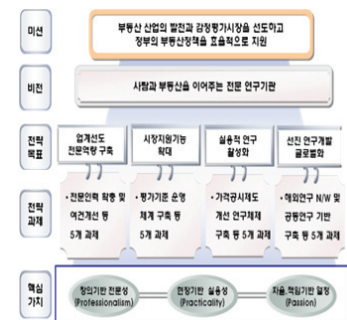 미션
부동산 산업의 발전과 감정평가시장을 선도하고
정부의 부동산정책을 효율적으로 지원
비전
사람과 부동산을 이어주는 전문 연구기관
전략
목표
업계선도
전문역량 구축
시장지원기능
확대
실용적 연구
활성화
선진 연구개발
글로벌화
전략
과제
• 전문인력 확충 및
여건개선 등
5개 과제
• 평가기준 운영
체계 구축 등
5개 과제
• 가격공시제도
개선 연구체제
구축 등 5개 과제
• 해외연구 N/W 및
공동연구 기반
구축 등 5개 과제
핵심
가치
창의기반 전문성
(Professionalism)
현장기반 실용성
(Practicality)
자율,책임기반 열정
(Passion)